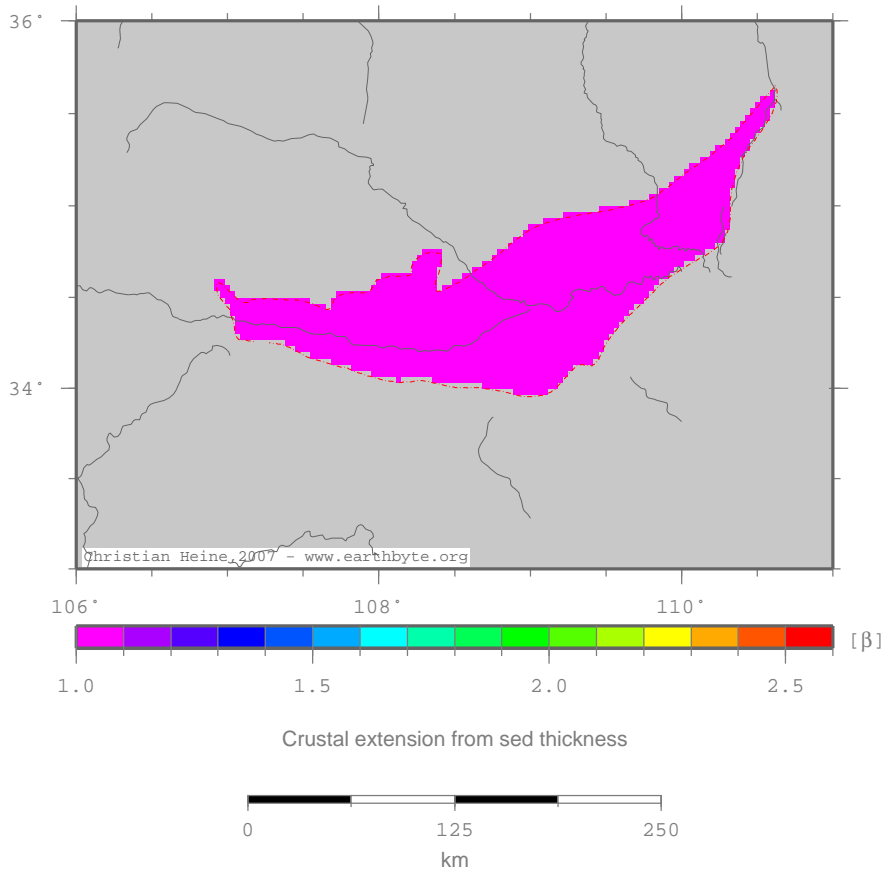 36°
34°
Christian Heine,2007 - www.earthbyte.org
106° 108° 110°
[β]
1.0 1.5 2.0 2.5
Crustal extension from sed thickness
0 125 250
km